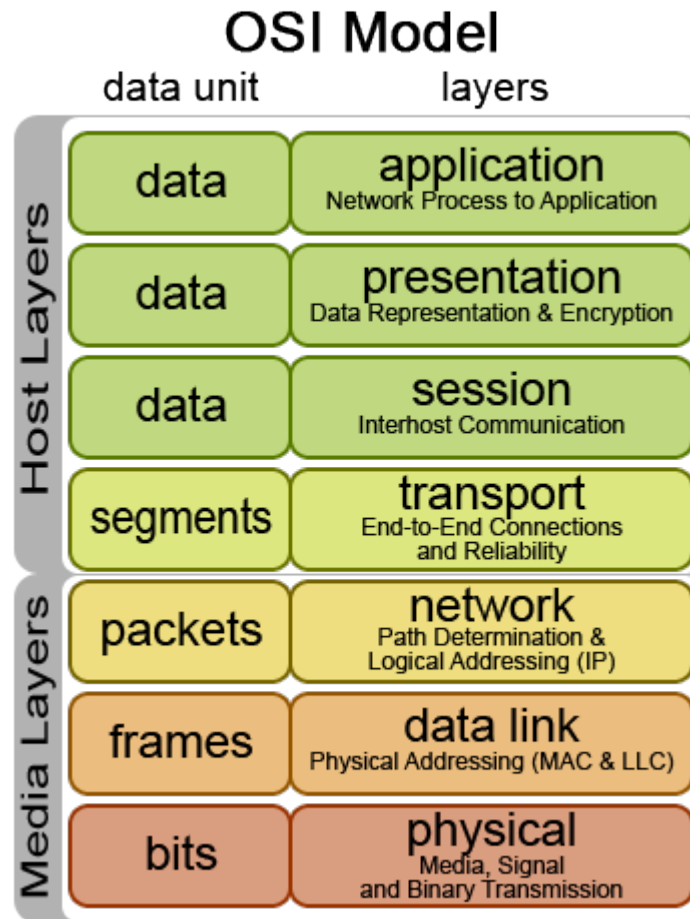 OSI Model
data unit layers
Host Layers
data application
Network Process to Application
data presentation
Data Representation & Encryption
data session
Interhost Communication
segments transport
End-to-End Connections
and Reliability
Media Layers
packets network
Path Determination &
Logical Addressing (IP)
frames data link
Physical Addressing (MAC & LLC)
bits physical
Media, Signal
and Binary Transmission